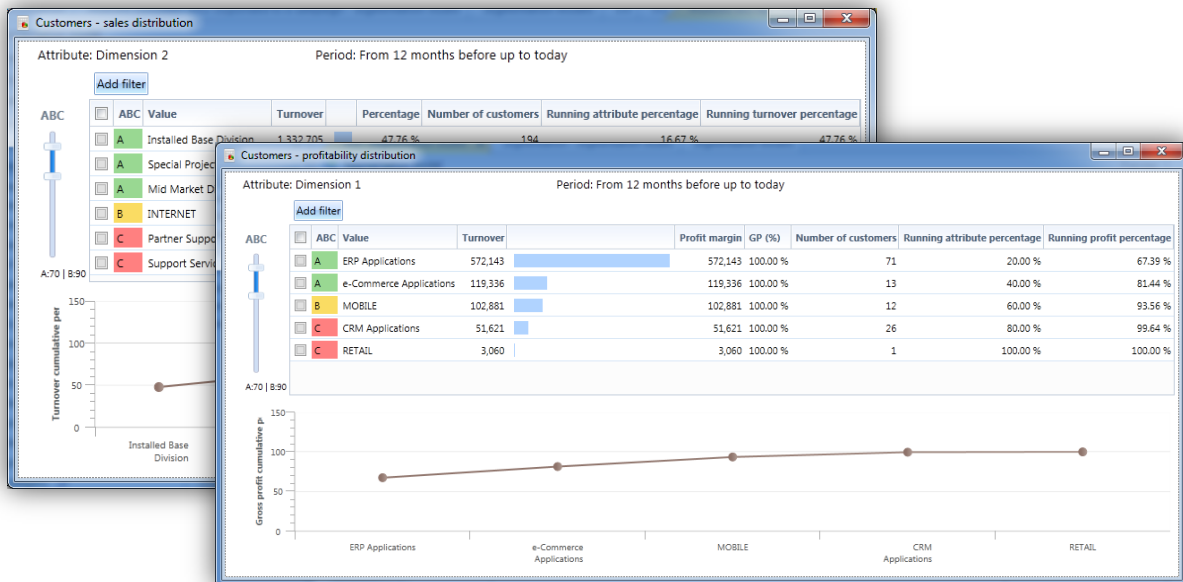 Customers - sales distribution
Attribute: Dimension 2 Period: From 12 months before up to today
Add filter
ABC
ABC Value Turnover Percentage Number of customers Running attribute percentage Running turnover percentage
A Installed Base Division 1,332,705 47.76 % 194 16.67 % 47.76 %
A Special Projec
A Mid Market D
B INTERNET
C Partner Suppo
C Support Servic
A:70 | B:90
Turnover cumulative per
150
100
50
0
Installed Base
Division
Customers - profitability distribution
Attribute: Dimension 1 Period: From 12 months before up to today
Add filter
ABC
ABC Value Turnover Profit margin GP (%) Number of customers Running attribute percentage Running profit percentage
A ERP Applications 572,143 572,143 100.00 % 71 20.00 % 67.39 %
A e-Commerce Applications 119,336 119,336 100.00 % 13 40.00 % 81.44 %
B MOBILE 102,881 102,881 100.00 % 12 60.00 % 93.56 %
C CRM Applications 51,621 51,621 100.00 % 26 80.00 % 99.64 %
C RETAIL 3,060 3,060 100.00 % 1 100.00 % 100.00 %
A:70 | B:90
Gross profit cumulative p
150
100
50
0
ERP Applications e-Commerce MOBILE CRM RETAIL
Applications Applications